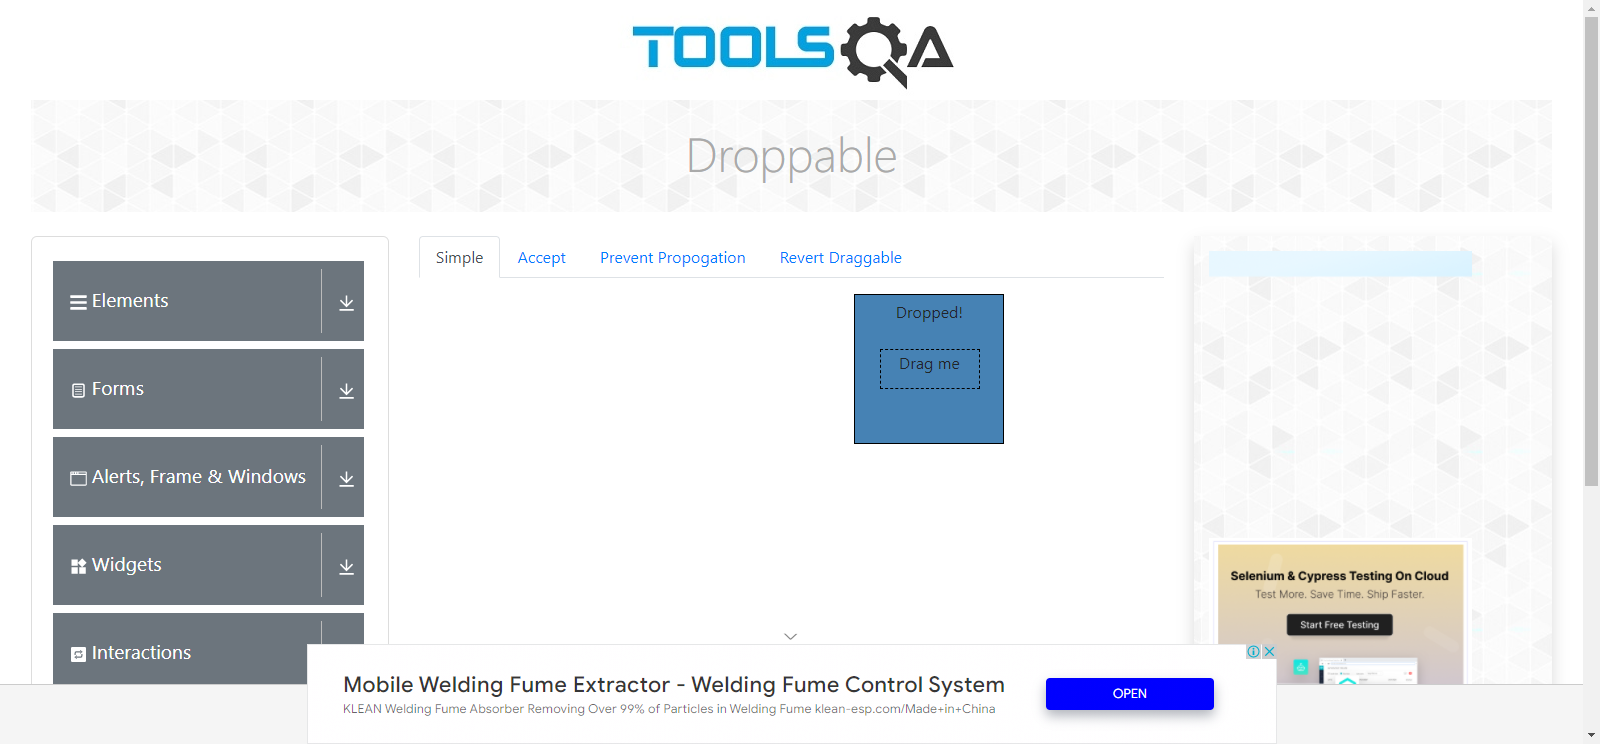 TOOLSQA
Droppable
Elements
Forms
Alerts, Frame & Windows
Widgets
Interactions
Simple Accept Prevent Propogation Revert Draggable
Dropped!
Drag me
Selenium & Cypress Testing On Cloud
Test More. Save Time. Ship Faster.
Start Free Testing
Mobile Welding Fume Extractor - Welding Fume Control System
KLEAN Welding Fume Absorber Removing Over 99% of Particles in Welding Fume klean-esp.com/Made+in+China
OPEN